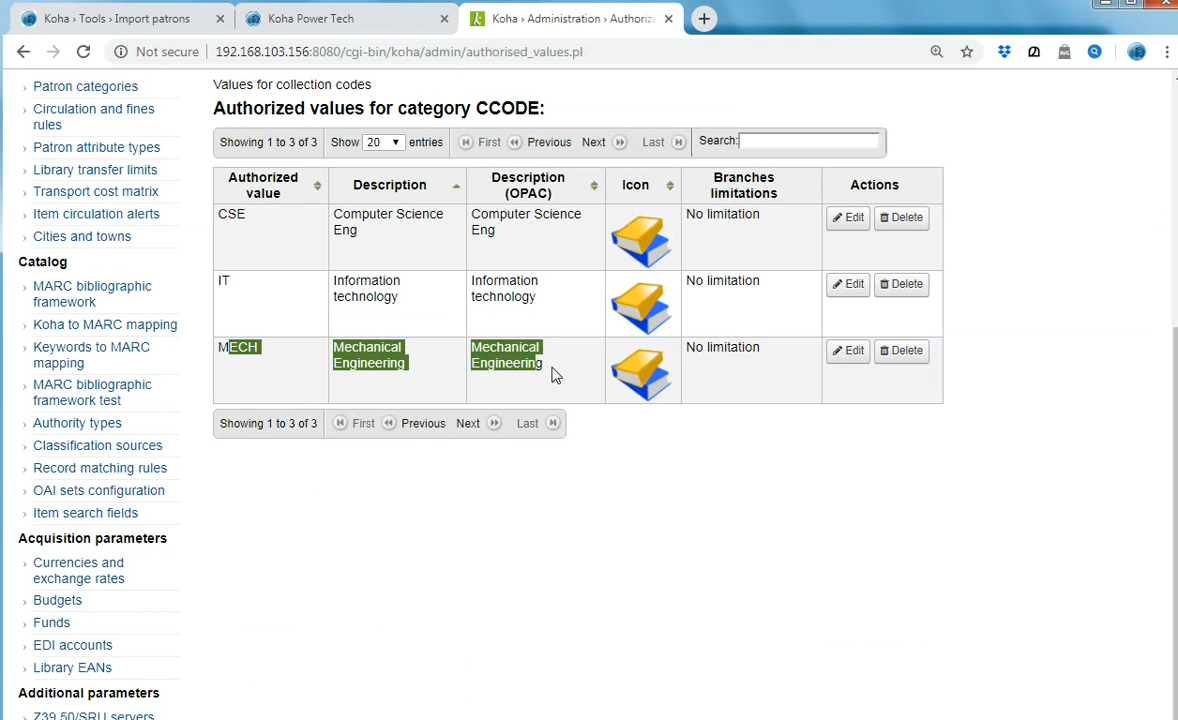 Koha › Tools › Import patrons
Koha Power Tech
Koha › Administration › Authoriz
Not secure
192.168.103.156:8080/cgi-bin/koha/admin/authorised_values.pl
Patron categories
Circulation and fines
rules
Patron attribute types
Library transfer limits
Transport cost matrix
Item circulation alerts
Cities and towns
Catalog
MARC bibliographic
framework
Koha to MARC mapping
Keywords to MARC
mapping
MARC bibliographic
framework test
Authority types
Classification sources
Record matching rules
OAI sets configuration
Item search fields
Acquisition parameters
Currencies and
exchange rates
Budgets
Funds
EDI accounts
Library EANs
Additional parameters
Z39.50/SRU servers
Values for collection codes
Authorized values for category CCODE:
Showing 1 to 3 of 3 Show 20 entries First Previous Next Last Search:
Authorized
value
Description
Description
(OPAC)
Icon
Branches
limitations
Actions
CSE
Computer Science
Eng
Computer Science
Eng
No limitation
Edit Delete
IT
Information
technology
Information
technology
No limitation
Edit Delete
MECH
Mechanical
Engineering
Mechanical
Engineering
No limitation
Edit Delete
Showing 1 to 3 of 3 First Previous Next Last